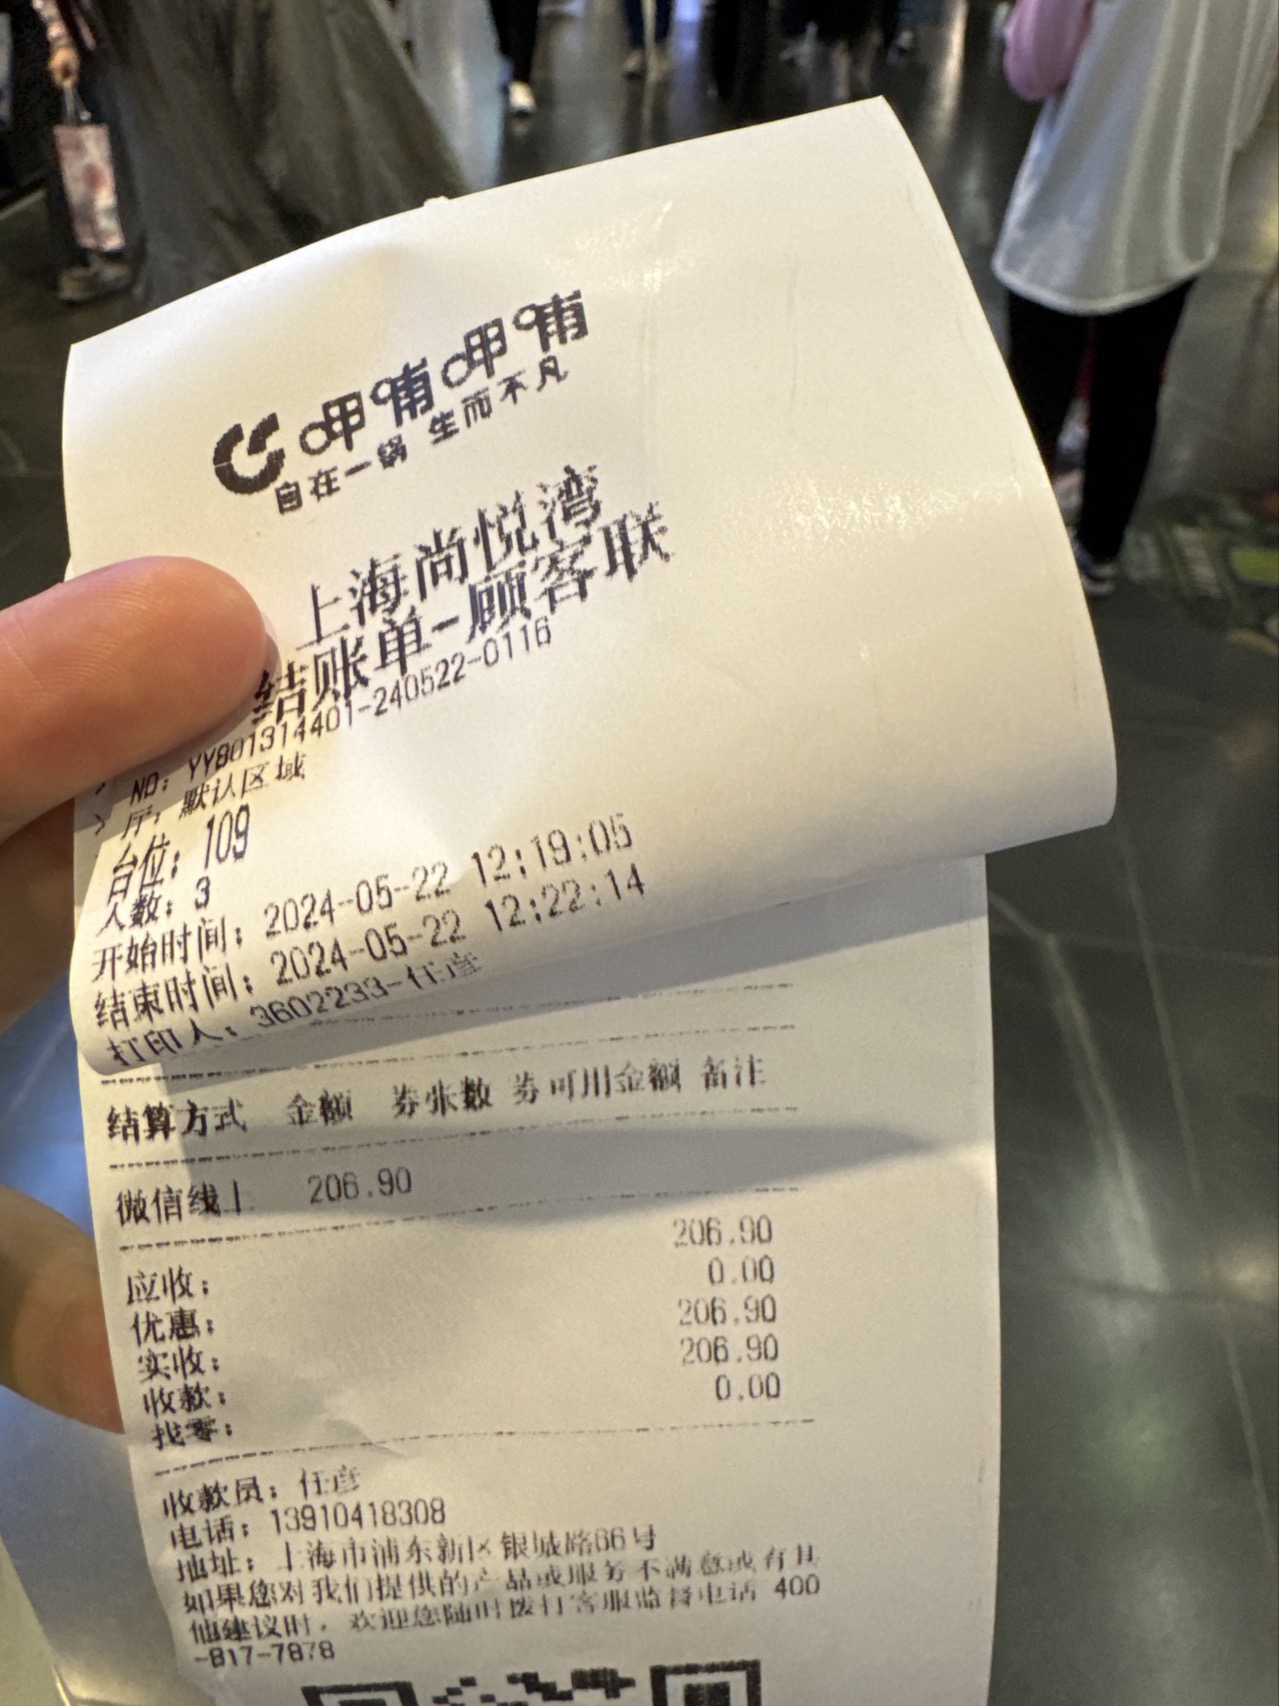 呷哺呷哺
自在一锅 生而不凡
上海尚悦湾
结账单-顾客联
NO: YYB01314401-240522-0116
厅: 默认区域
台位: 109
人数: 3
开始时间: 2024-05-22 12:19:05
结束时间: 2024-05-22 12:22:14
打印人: 3602233-任彦
结算方式 金额 券张数 券可用金额 备注
微信线上 206.90
应收: 206.90
优惠: 0.00
实收: 206.90
收款: 206.90
找零: 0.00
收款员: 任彦
电话: 13910418308
地址: 上海市浦东新区银城路66号
如果您对我们提供的产品或服务不满意或有其
他建议时, 欢迎您随时拨打客服监督电话 400
-817-7878